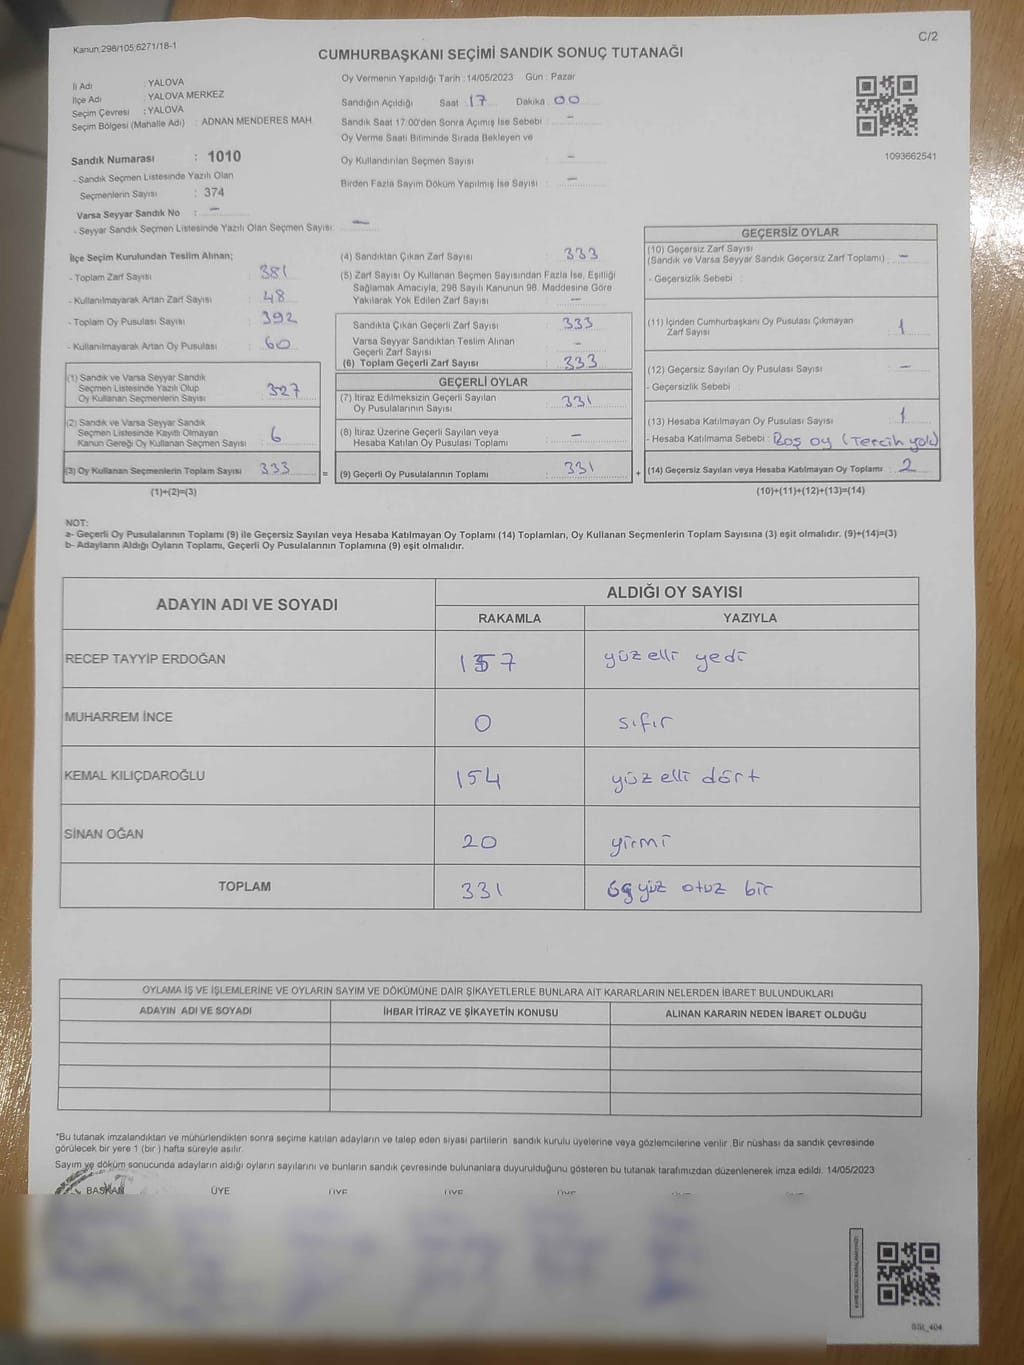 Kanun:298/105,6271/18-1
C/2
CUMHURBAŞKANI SEÇİMİ SANDIK SONUÇ TUTANAĞI
İli Adı : YALOVA
İlçe Adı : YALOVA MERKEZ
Seçim Çevresi : YALOVA
Seçim Bölgesi (Mahalle Adı) : ADNAN MENDERES MAH
Sandık Numarası : 1010
- Sandık Seçmen Listesinde Yazılı Olan
Seçmenlerin Sayısı : 374
Varsa Seyyar Sandık No : -
- Seyyar Sandık Seçmen Listesinde Yazılı Olan Seçmen Sayısı: -
Oy Vermenin Yapıldığı Tarih : 14/05/2023 Gün : Pazar
Sandığın Açıldığı Saat : 17 Dakika : 00
Sandık Saat 17:00'den Sonra Açımış İse Sebebi : -
Oy Verme Saati Bitiminde Sırada Bekleyen ve
Oy Kullandırılan Seçmen Sayısı : -
Birden Fazla Sayım Döküm Yapılmış İse Sayısı : -
1093662541
İlçe Seçim Kurulundan Teslim Alınan;
- Toplam Zarf Sayısı : 381
- Kullanılmayarak Artan Zarf Sayısı : 48
- Toplam Oy Pusulası Sayısı : 392
- Kullanılmayarak Artan Oy Pusulası : 60
(1) Sandık ve Varsa Seyyar Sandık
Seçmen Listesinde Yazılı Olup
Oy Kullanan Seçmenlerin Sayısı : 327
(2) Sandık ve Varsa Seyyar Sandık
Seçmen Listesinde Kayıtlı Olmayan
Kanun Gereği Oy Kullanan Seçmen Sayısı : 6
(3) Oy Kullanan Seçmenlerin Toplam Sayısı : 333
(1)+(2)=(3)
(4) Sandıktan Çıkan Zarf Sayısı : 333
(5) Zarf Sayısı Oy Kullanan Seçmen Sayısından Fazla İse, Eşitliği
Sağlamak Amacıyla, 298 Sayılı Kanunun 98. Maddesine Göre
Yakılarak Yok Edilen Zarf Sayısı : -
Sandıkta Çıkan Geçerli Zarf Sayısı : 333
Varsa Seyyar Sandıktan Teslim Alınan
Geçerli Zarf Sayısı : -
(6) Toplam Geçerli Zarf Sayısı : 333
GEÇERLİ OYLAR
(7) İtiraz Edilmeksizin Geçerli Sayılan
Oy Pusulalarının Sayısı : 331
(8) İtiraz Üzerine Geçerli Sayılan veya
Hesaba Katılan Oy Pusulası Toplamı : -
= (9) Geçerli Oy Pusulalarının Toplamı : 331
GEÇERSİZ OYLAR
(10) Geçersiz Zarf Sayısı
(Sandık ve Varsa Seyyar Sandık Geçersiz Zarf Toplamı) : -
- Geçersizlik Sebebi :
(11) İçinden Cumhurbaşkanı Oy Pusulası Çıkmayan
Zarf Sayısı : 1
(12) Geçersiz Sayılan Oy Pusulası Sayısı : -
- Geçersizlik Sebebi :
(13) Hesaba Katılmayan Oy Pusulası Sayısı : 1
- Hesaba Katılmama Sebebi : Boş oy (Tercih yok)
+ (14) Geçersiz Sayılan veya Hesaba Katılmayan Oy Toplamı : 2
(10)+(11)+(12)+(13)=(14)
NOT:
a- Geçerli Oy Pusulalarının Toplamı (9) ile Geçersiz Sayılan veya Hesaba Katılmayan Oy Toplamı (14) Toplamları, Oy Kullanan Seçmenlerin Toplam Sayısına (3) eşit olmalıdır. (9)+(14)=(3)
b- Adayların Aldığı Oyların Toplamı, Geçerli Oy Pusulalarının Toplamına (9) eşit olmalıdır.
ADAYIN ADI VE SOYADI ALDIĞI OY SAYISI
RAKAMLA YAZIYLA
RECEP TAYYİP ERDOĞAN 157 yüz elli yedi
MUHARREM İNCE 0 sıfır
KEMAL KILIÇDAROĞLU 154 yüz elli dört
SİNAN OĞAN 20 yirmi
TOPLAM 331 üçyüz otuz bir
OYLAMA İŞ VE İŞLEMLERİNE VE OYLARIN SAYIM VE DÖKÜMÜNE DAİR ŞİKAYETLERLE BUNLARA AİT KARARLARIN NELERDEN İBARET BULUNDUKLARI
ADAYIN ADI VE SOYADI İHBAR İTİRAZ VE ŞİKAYETİN KONUSU ALINAN KARARIN NEDEN İBARET OLDUĞU
*Bu tutanak imzalandıktan ve mühürlendikten sonra seçime katılan adayların ve talep eden siyasi partilerin sandık kurulu üyelerine veya gözlemcilerine verilir. Bir nüshası da sandık çevresinde
görülecek bir yere 1 (bir) hafta süreyle asılır.
Sayım ve döküm sonucunda adayların aldığı oyların sayılarını ve bunların sandık çevresinde bulunanlara duyurulduğunu gösteren bu tutanak tarafımızdan düzenlenerek imza edildi. 14/05/2023
BAŞKAN ÜYE ÜYE ÜYE ÜYE ÜYE